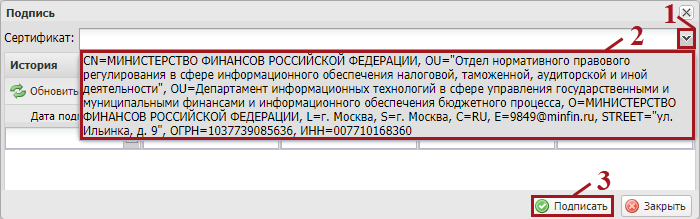 Подпись
1
Сертификат:
2
CN=МИНИСТЕРСТВО ФИНАНСОВ РОССИЙСКОЙ ФЕДЕРАЦИИ, OU="Отдел нормативного правового
регулирования в сфере информационного обеспечения налоговой, таможенной, аудиторской и иной
деятельности", OU=Департамент информационных технологий в сфере управления государственными и
муниципальными финансами и информационного обеспечения бюджетного процесса, O=МИНИСТЕРСТВО
ФИНАНСОВ РОССИЙСКОЙ ФЕДЕРАЦИИ, L=г. Москва, S=г. Москва, C=RU, E=9849@minfin.ru, STREET="ул.
Ильинка, д. 9", ОГРН=1037739085636, ИНН=007710168360
История
Обновить
Дата под
3
Подписать
Закрыть